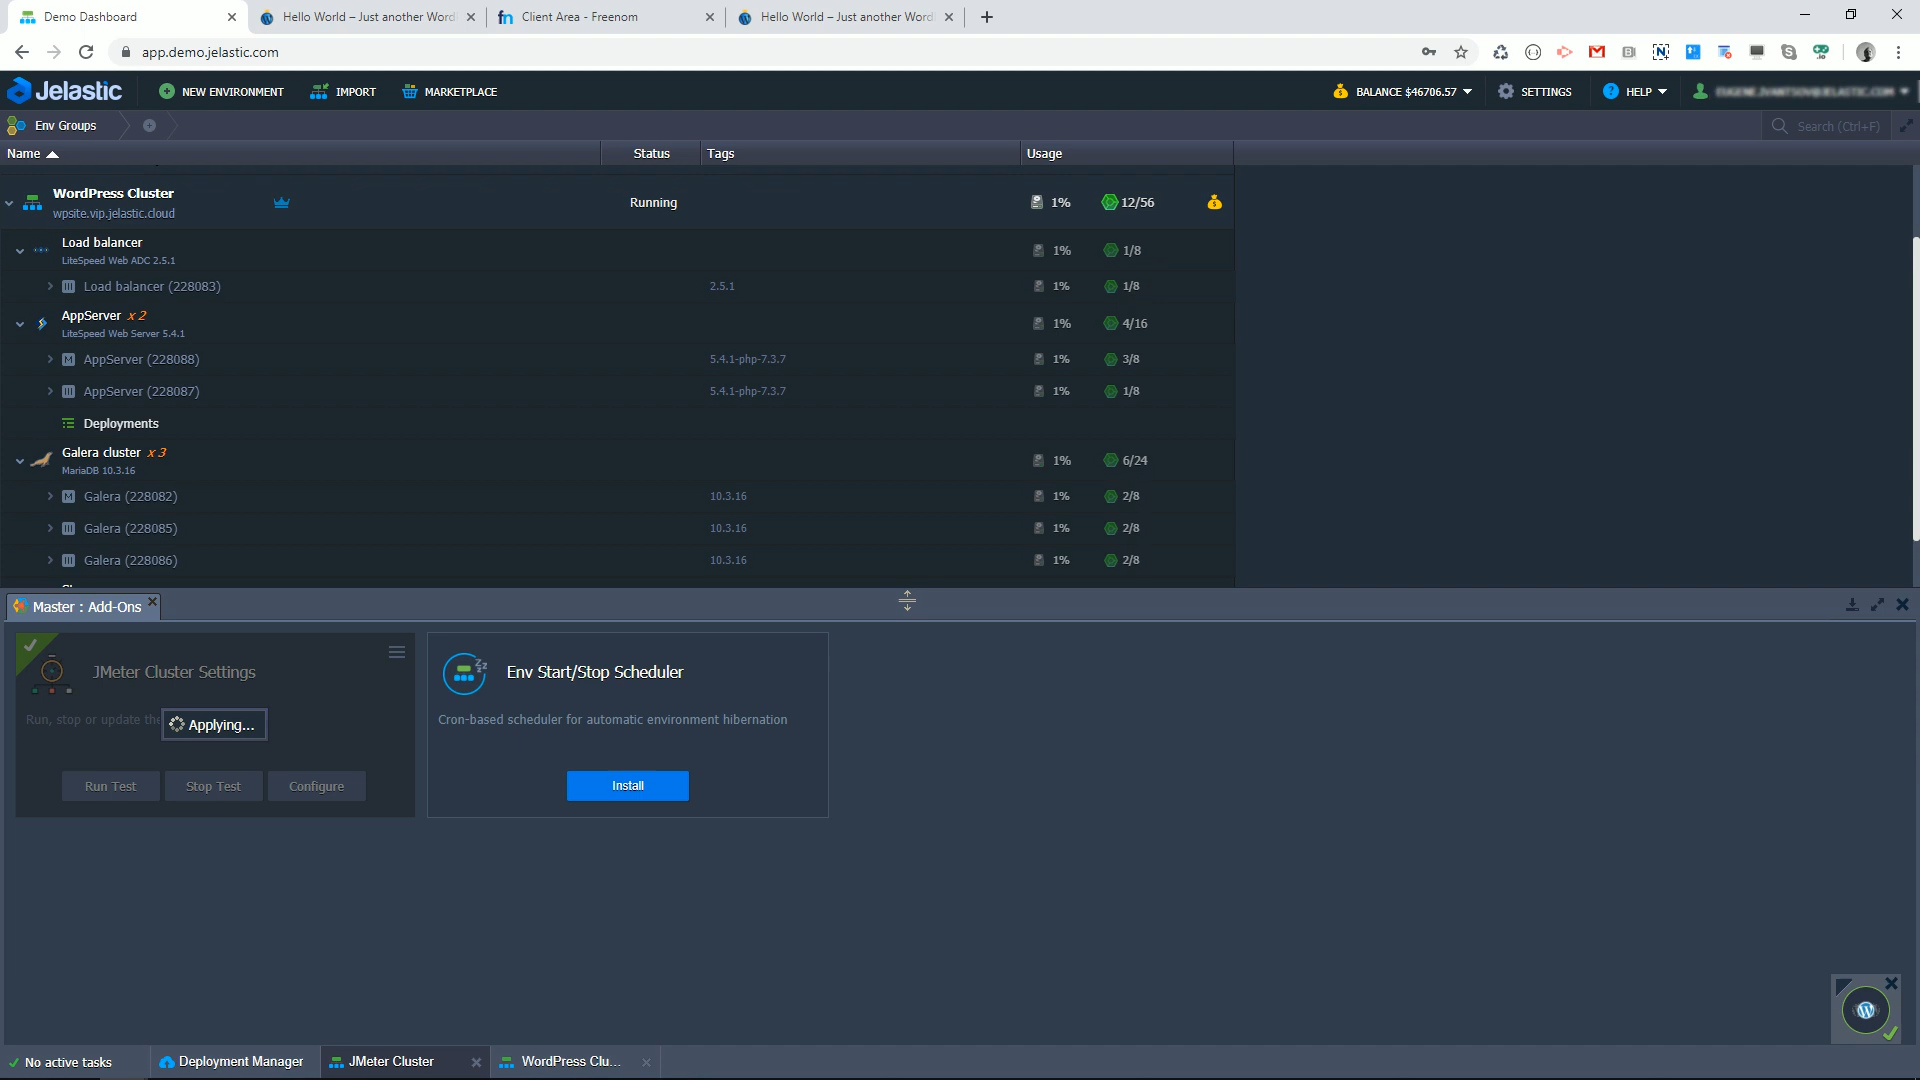 Demo Dashboard
Hello World – Just another Word
Client Area - Freenom
Hello World – Just another Word
app.demo.jelastic.com
Jelastic
NEW ENVIRONMENT
IMPORT
MARKETPLACE
BALANCE $46706.57
SETTINGS
HELP
Env Groups
Search (Ctrl+F)
Name
Status
Tags
Usage
WordPress Cluster
wpsite.vip.jelastic.cloud
Running
1%
12/56
Load balancer
LiteSpeed Web ADC 2.5.1
1%
1/8
Load balancer (228083)
2.5.1
1%
1/8
AppServer x 2
LiteSpeed Web Server 5.4.1
1%
4/16
AppServer (228088)
5.4.1-php-7.3.7
1%
3/8
AppServer (228087)
5.4.1-php-7.3.7
1%
1/8
Deployments
Galera cluster x 3
MariaDB 10.3.16
1%
6/24
Galera (228082)
10.3.16
1%
2/8
Galera (228085)
10.3.16
1%
2/8
Galera (228086)
10.3.16
1%
2/8
Master : Add-Ons
JMeter Cluster Settings
Run, stop or update the
Applying...
Run Test
Stop Test
Configure
Env Start/Stop Scheduler
Cron-based scheduler for automatic environment hibernation
Install
No active tasks
Deployment Manager
JMeter Cluster
WordPress Clu...